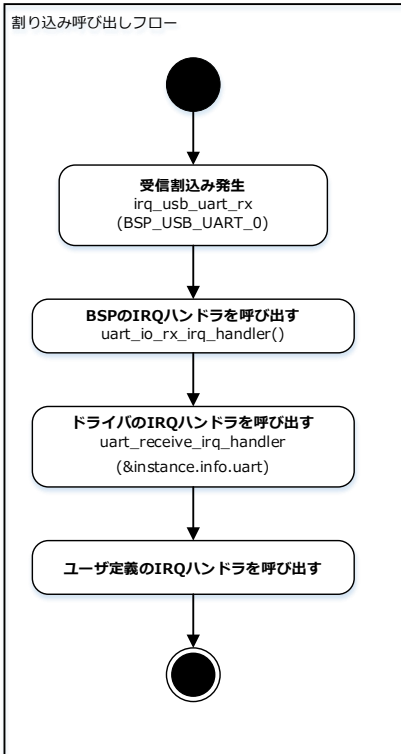 割り込み呼び出しフロー
受信割込み発生
irq_usb_uart_rx
(BSP_USB_UART_0)
BSPのIRQハンドラを呼び出す
uart_io_rx_irq_handler()
ドライバのIRQハンドラを呼び出す
uart_receive_irq_handler
(&instance.info.uart)
ユーザ定義のIRQハンドラを呼び出す